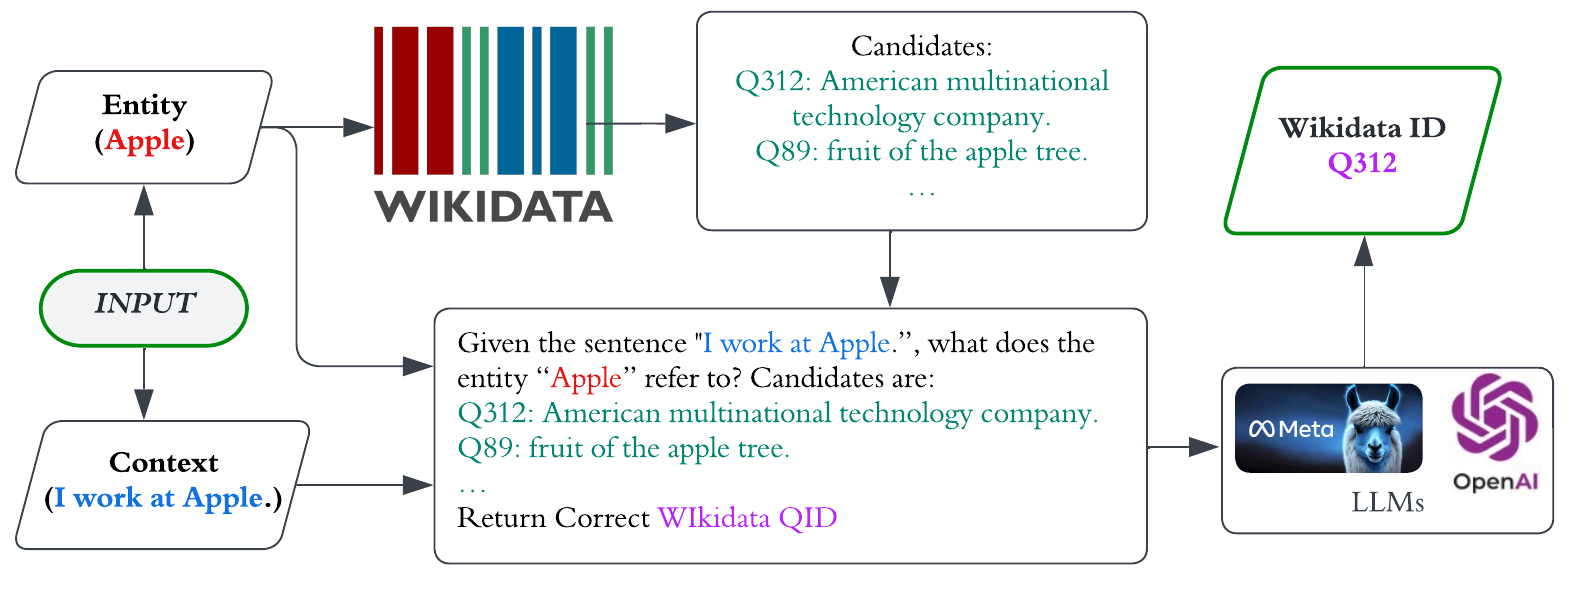 Entity
(Apple)
INPUT
Context
(I work at Apple.)
WIKIDATA
Candidates:
Q312: American multinational
technology company.
Q89: fruit of the apple tree.
...
Given the sentence "I work at Apple.”, what does the
entity “Apple” refer to? Candidates are:
Q312: American multinational technology company.
Q89: fruit of the apple tree.
...
Return Correct WIkidata QID
Wikidata ID
Q312
Meta
OpenAI
LLMs